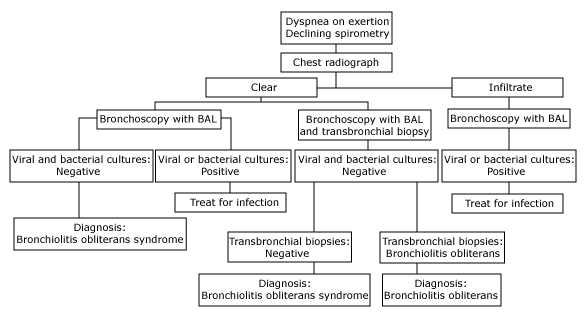 Dyspnea on exertion
Declining spirometry
Chest radiograph
Clear
Infiltrate
Bronchoscopy with BAL
Bronchoscopy with BAL
and transbronchial biopsy
Bronchoscopy with BAL
Viral and bacterial cultures:
Negative
Viral or bacterial cultures:
Positive
Viral and bacterial cultures:
Negative
Viral or bacterial cultures:
Positive
Treat for infection
Treat for infection
Diagnosis:
Bronchiolitis obliterans syndrome
Transbronchial biopsies:
Negative
Transbronchial biopsies:
Bronchiolitis obliterans
Diagnosis:
Bronchiolitis obliterans syndrome
Diagnosis:
Bronchiolitis obliterans